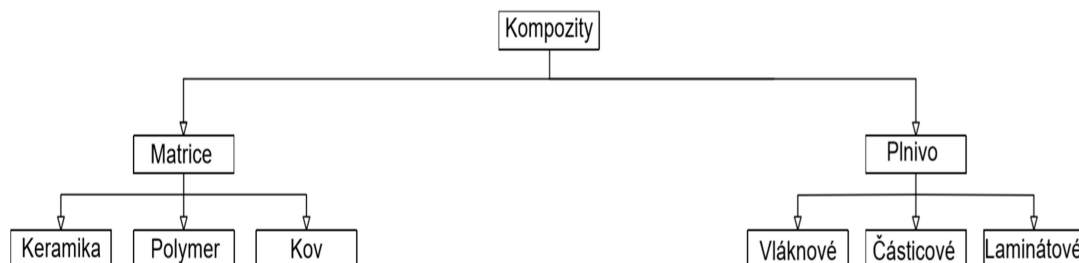 Kompozity
Matrice
Plnivo
Keramika
Polymer
Kov
Vláknové
Částicové
Laminátové